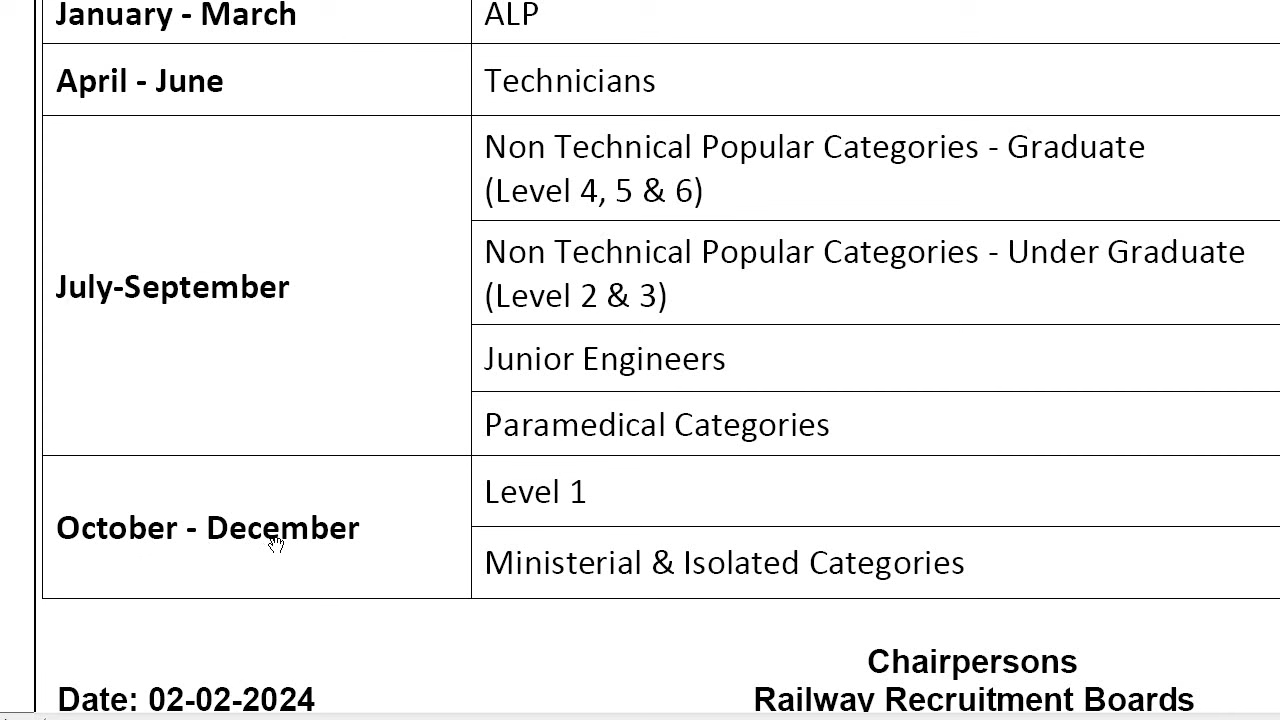 January - March
ALP
April - June
Technicians
July-September
Non Technical Popular Categories - Graduate
(Level 4, 5 & 6)
Non Technical Popular Categories - Under Graduate
(Level 2 & 3)
Junior Engineers
Paramedical Categories
October - December
Level 1
Ministerial & Isolated Categories
Chairpersons
Date: 02-02-2024
Railway Recruitment Boards